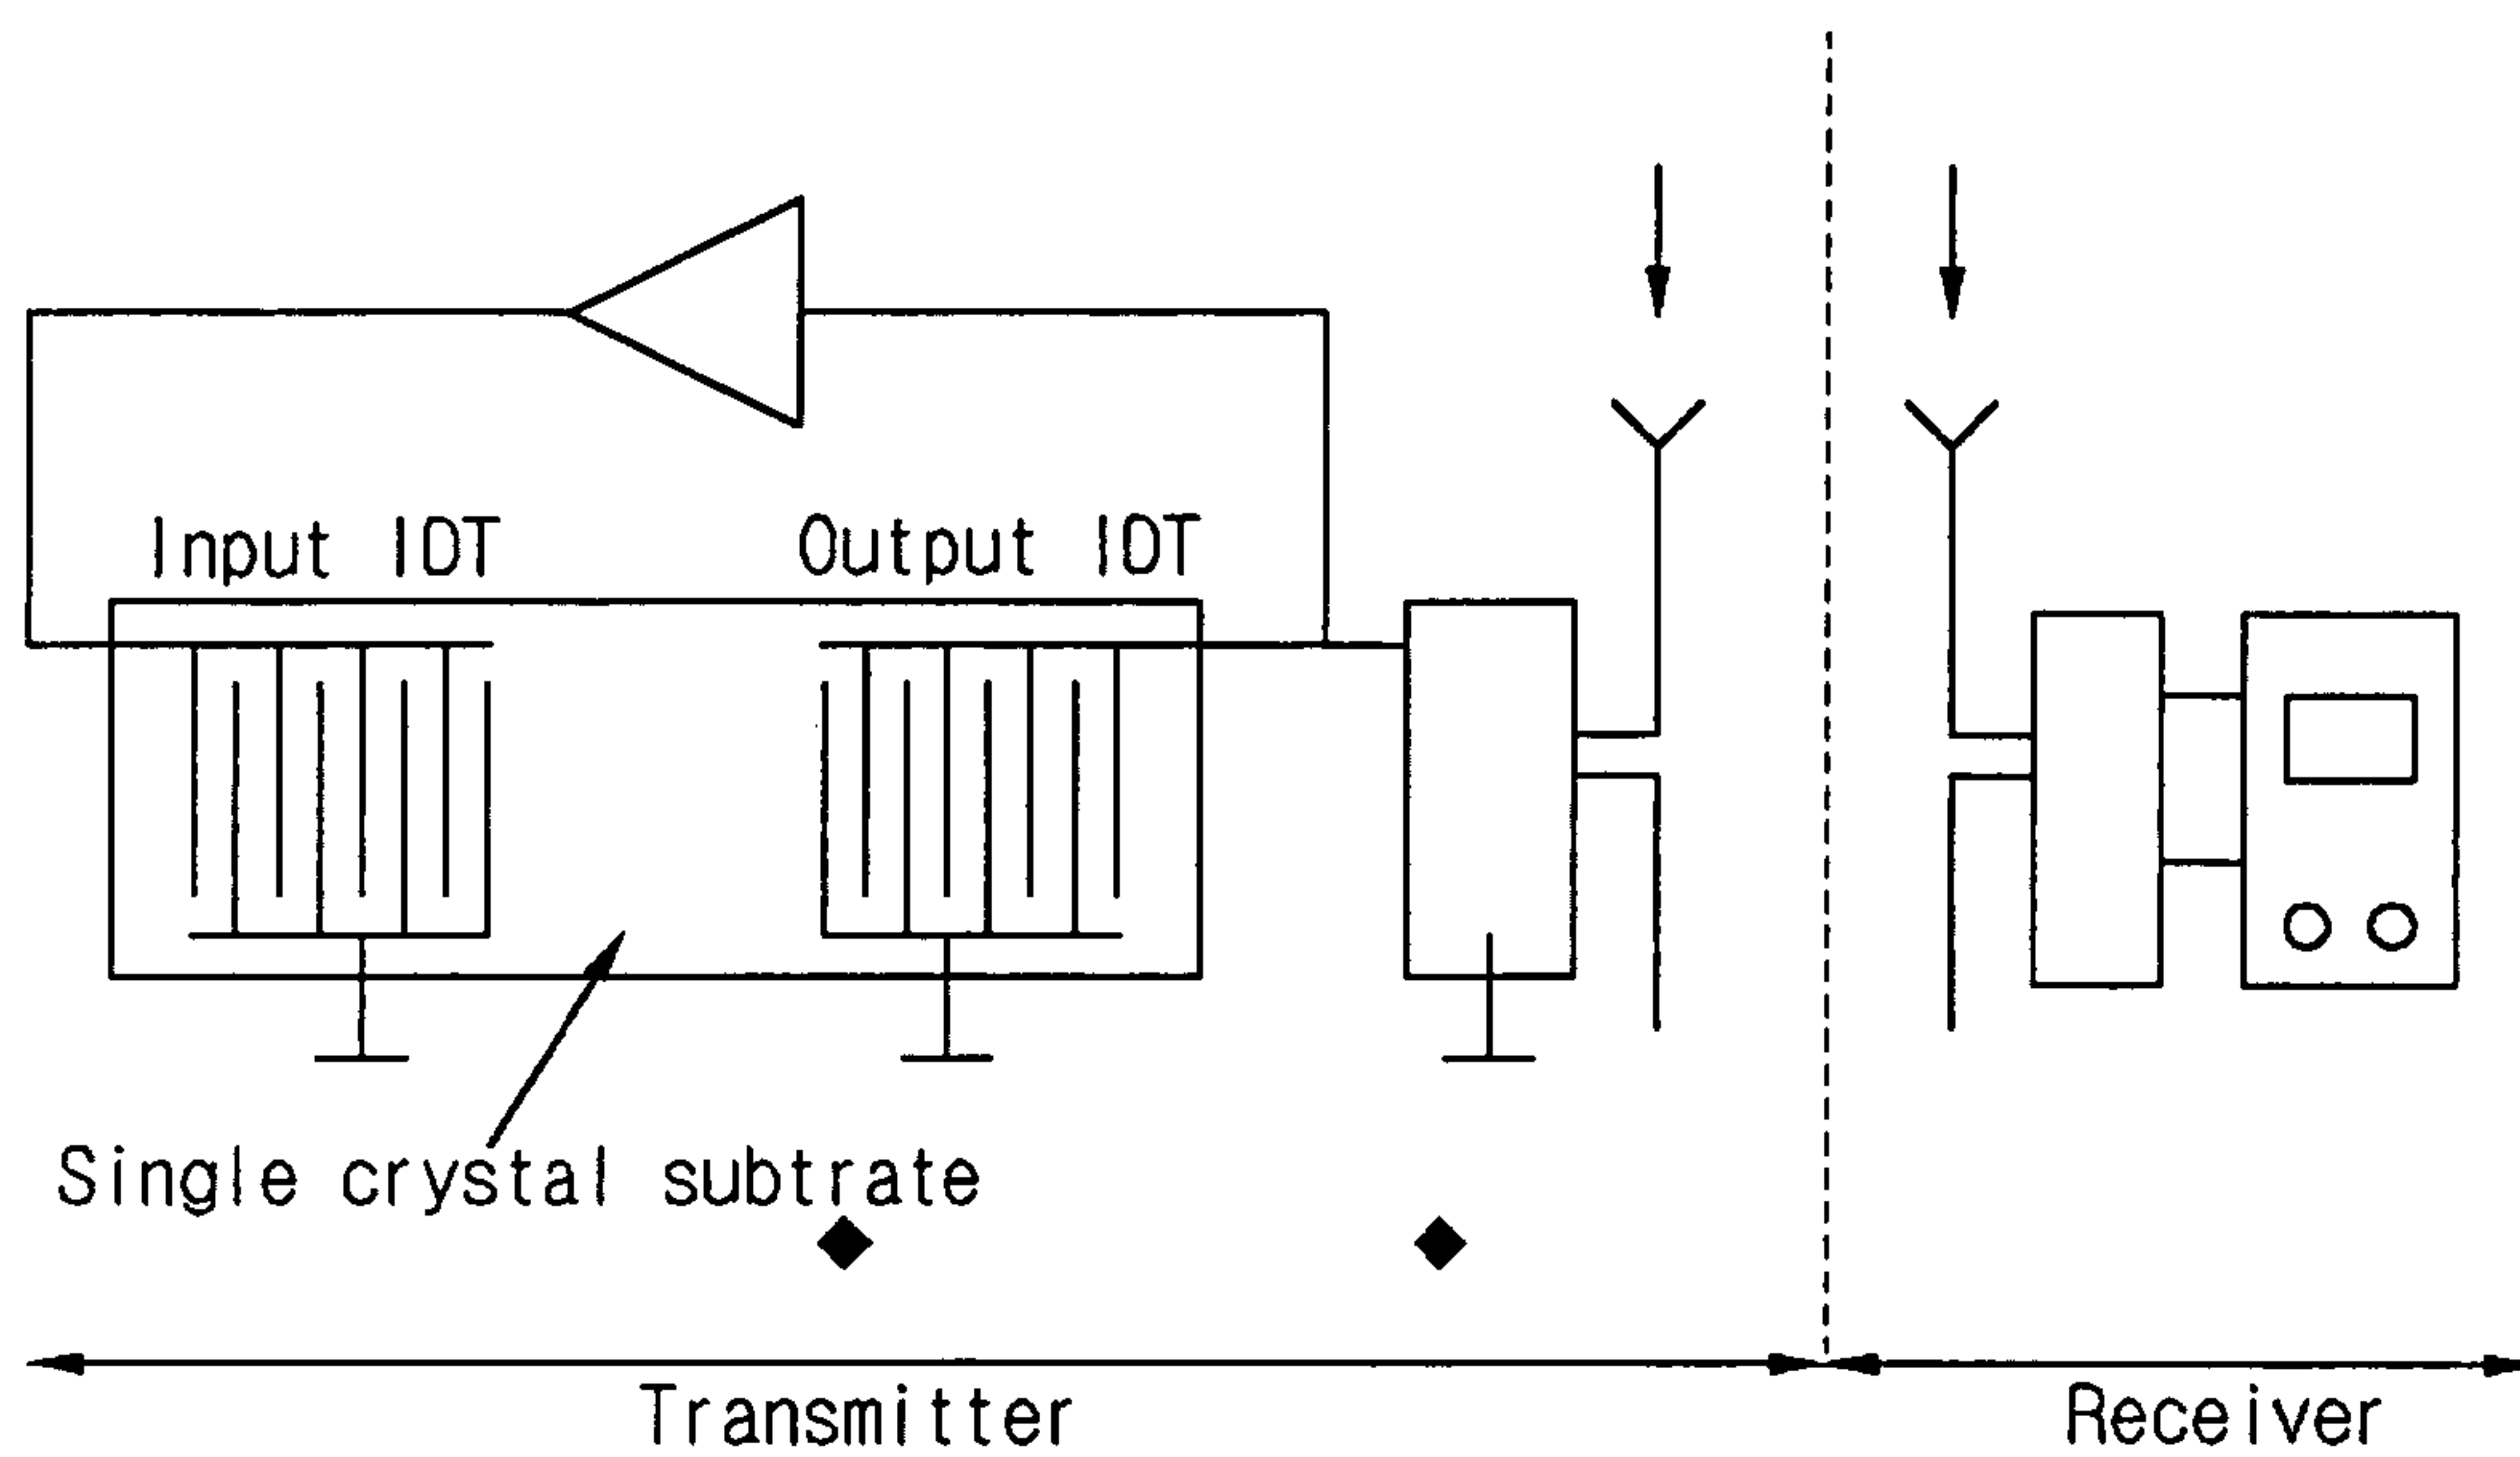 Input IDT
Output IDT
Single crystal subtrate
Transmitter
Receiver